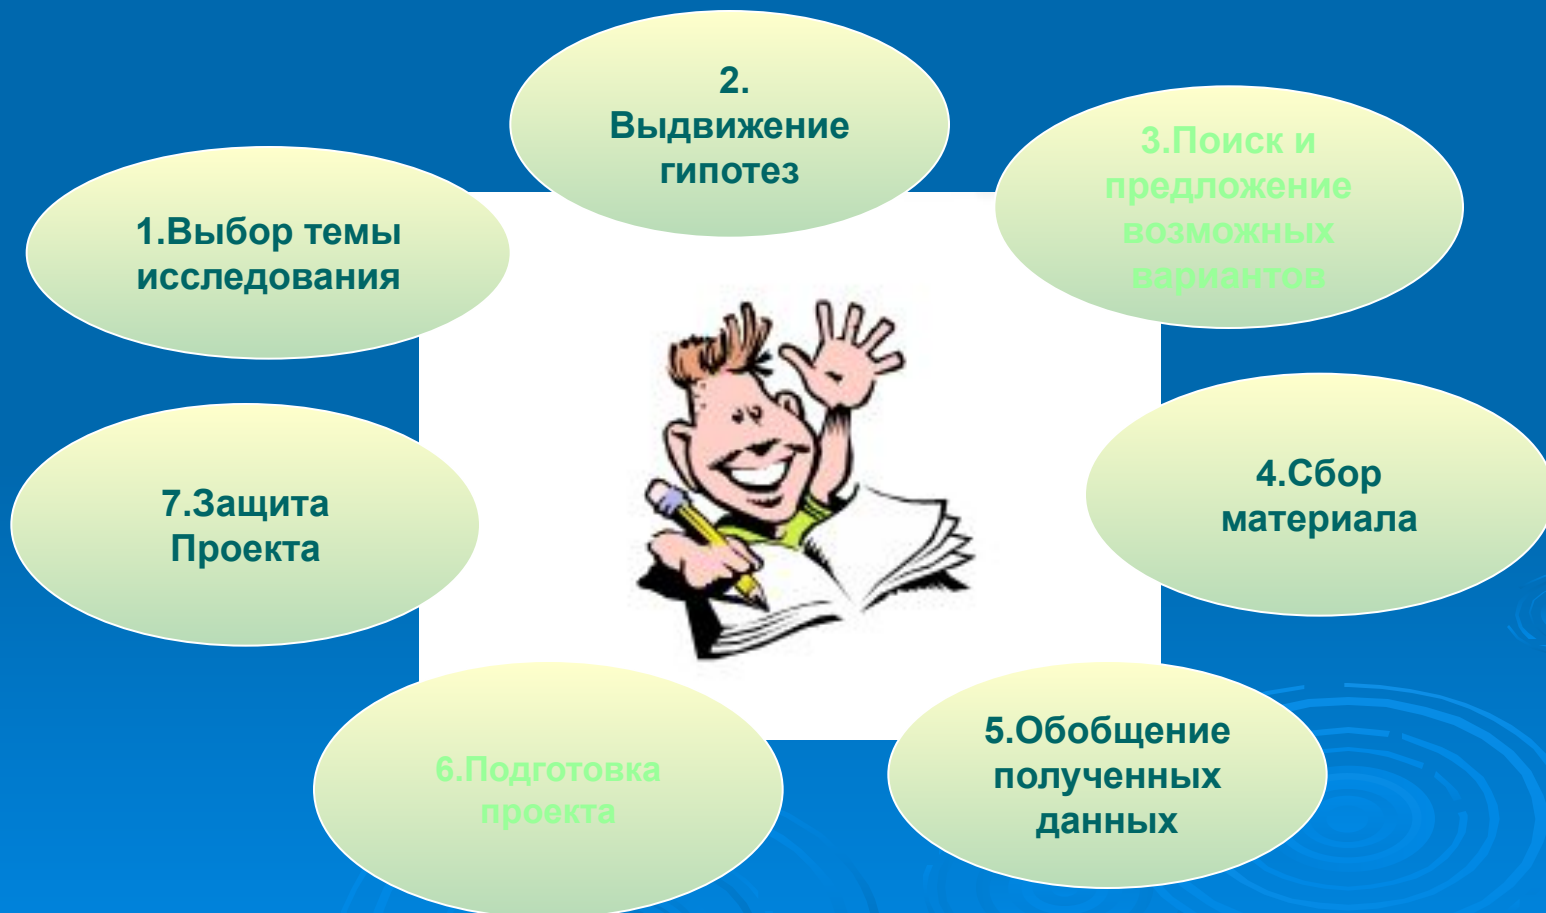 1.Выбор темы
исследования
2.
Выдвижение
гипотез
3.Поиск и
предложение
возможных
вариантов
4.Сбор
материала
5.Обобщение
полученных
данных
6.Подготовка
проекта
7.Защита
Проекта